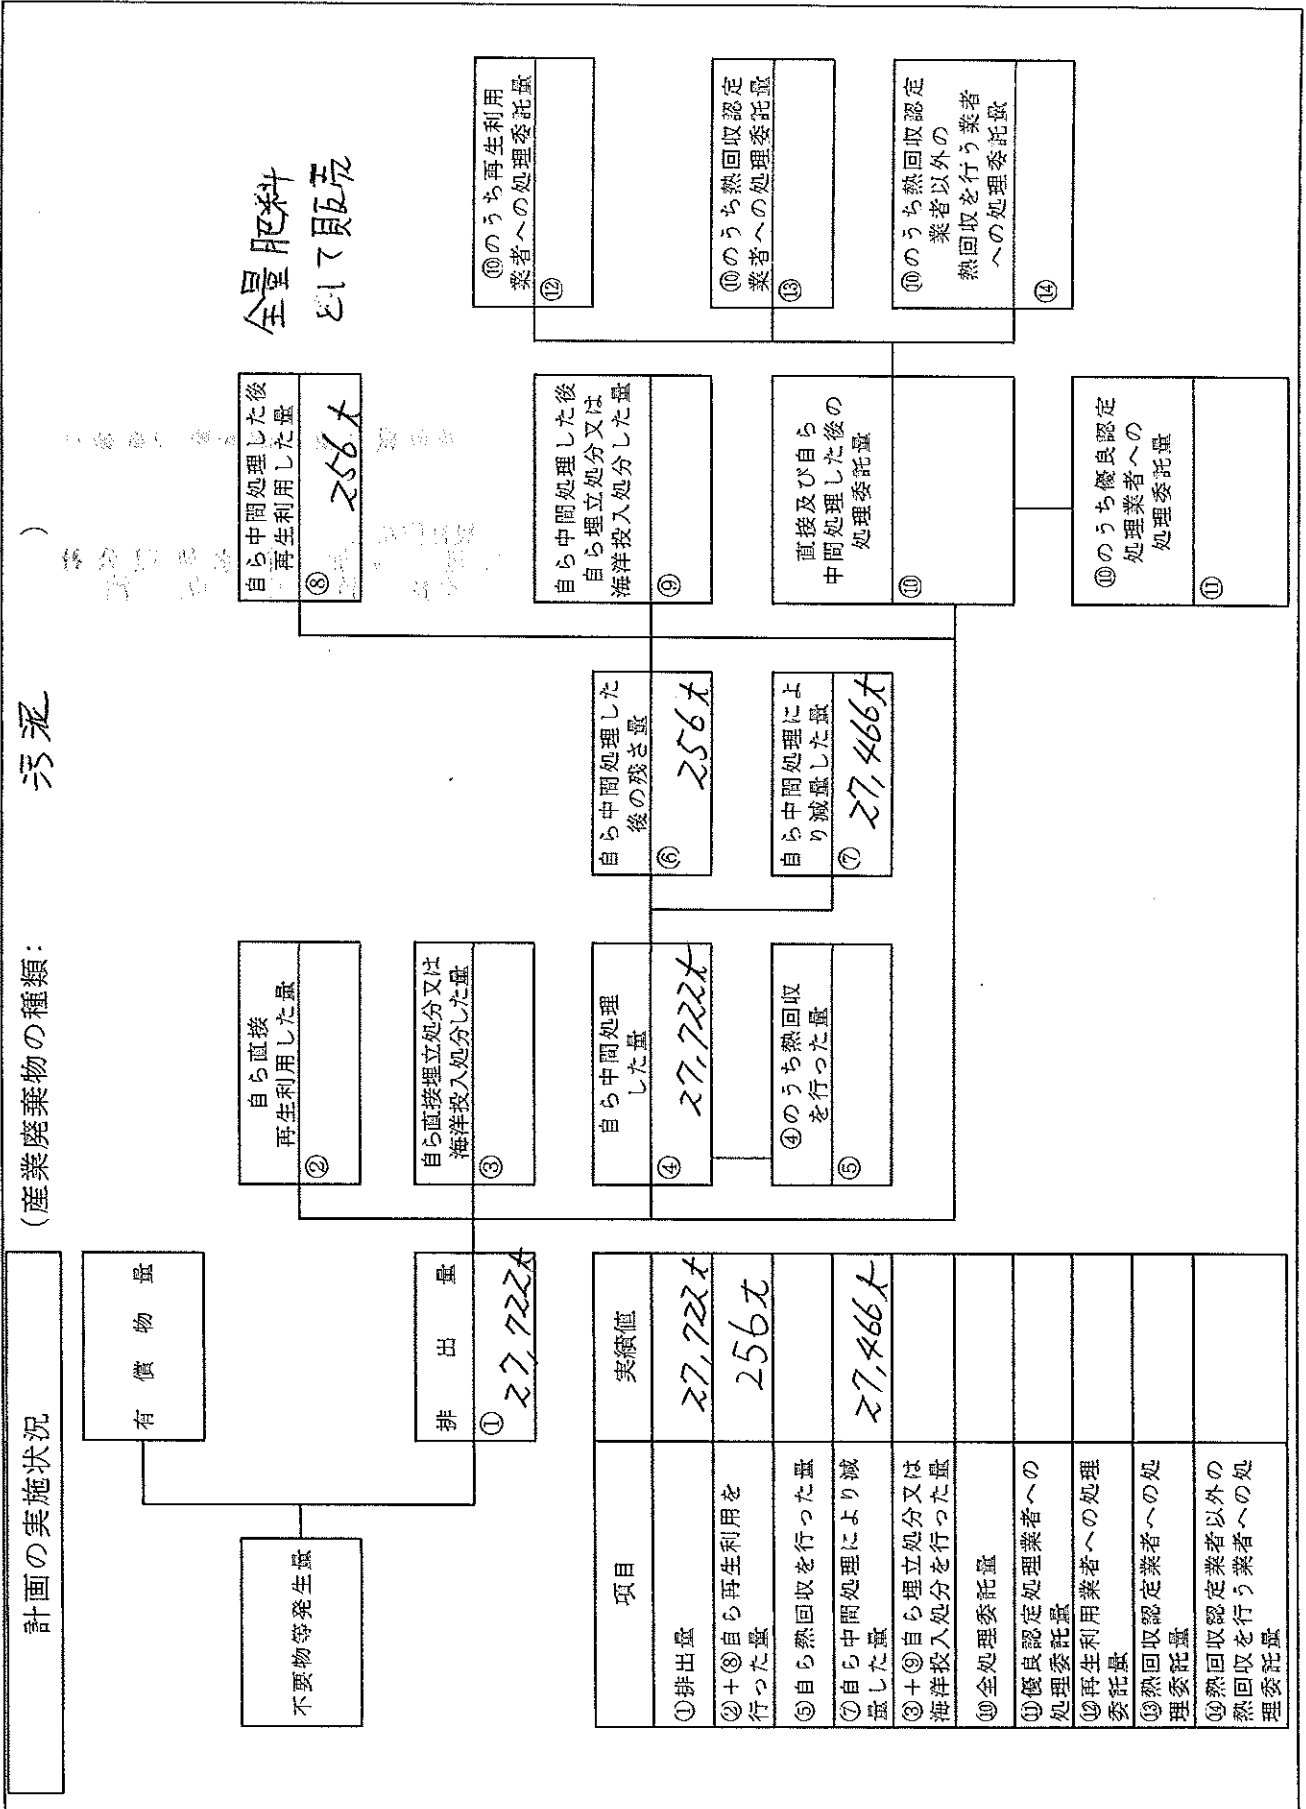 計画の実施状況
(産業廃棄物の種類: 汚泥 )
有償物量
不要物等発生量
排出量
① 27,722t
自ら直接
再生利用した量
②
自ら直接埋立処分又は
海洋投入処分した量
③
自ら中間処理
した量
④ 27,722t
④のうち熱回収
を行った量
⑤
自ら中間処理した
後の残さ量
⑥ 256t
自ら中間処理によ
り減量した量
⑦ 27,466t
自ら中間処理した後
再生利用した量
⑧ 256t
全量肥料
として販売
自ら中間処理した後
自ら埋立処分又は
海洋投入処分した量
⑨
直接及び自ら
中間処理した後の
処理委託量
⑩
⑩のうち優良認定
処理業者への
処理委託量
⑪
⑩のうち再生利用
業者への処理委託量
⑫
⑩のうち熱回収認定
業者への処理委託量
⑬
⑩のうち熱回収認定
業者以外の
熱回収を行う業者
への処理委託量
⑭
項目 実績値
①排出量 27,722t
②+⑧自ら再生利用を
行った量 256t
⑤自ら熱回収を行った量
⑦自ら中間処理により減
量した量 27,466t
③+⑨自ら埋立処分又は
海洋投入処分を行った量
⑩全処理委託量
⑪優良認定処理業者への
処理委託量
⑫再生利用業者への処理
委託量
⑬熱回収認定業者への処
理委託量
⑭熱回収認定業者以外の
熱回収を行う業者への処
理委託量